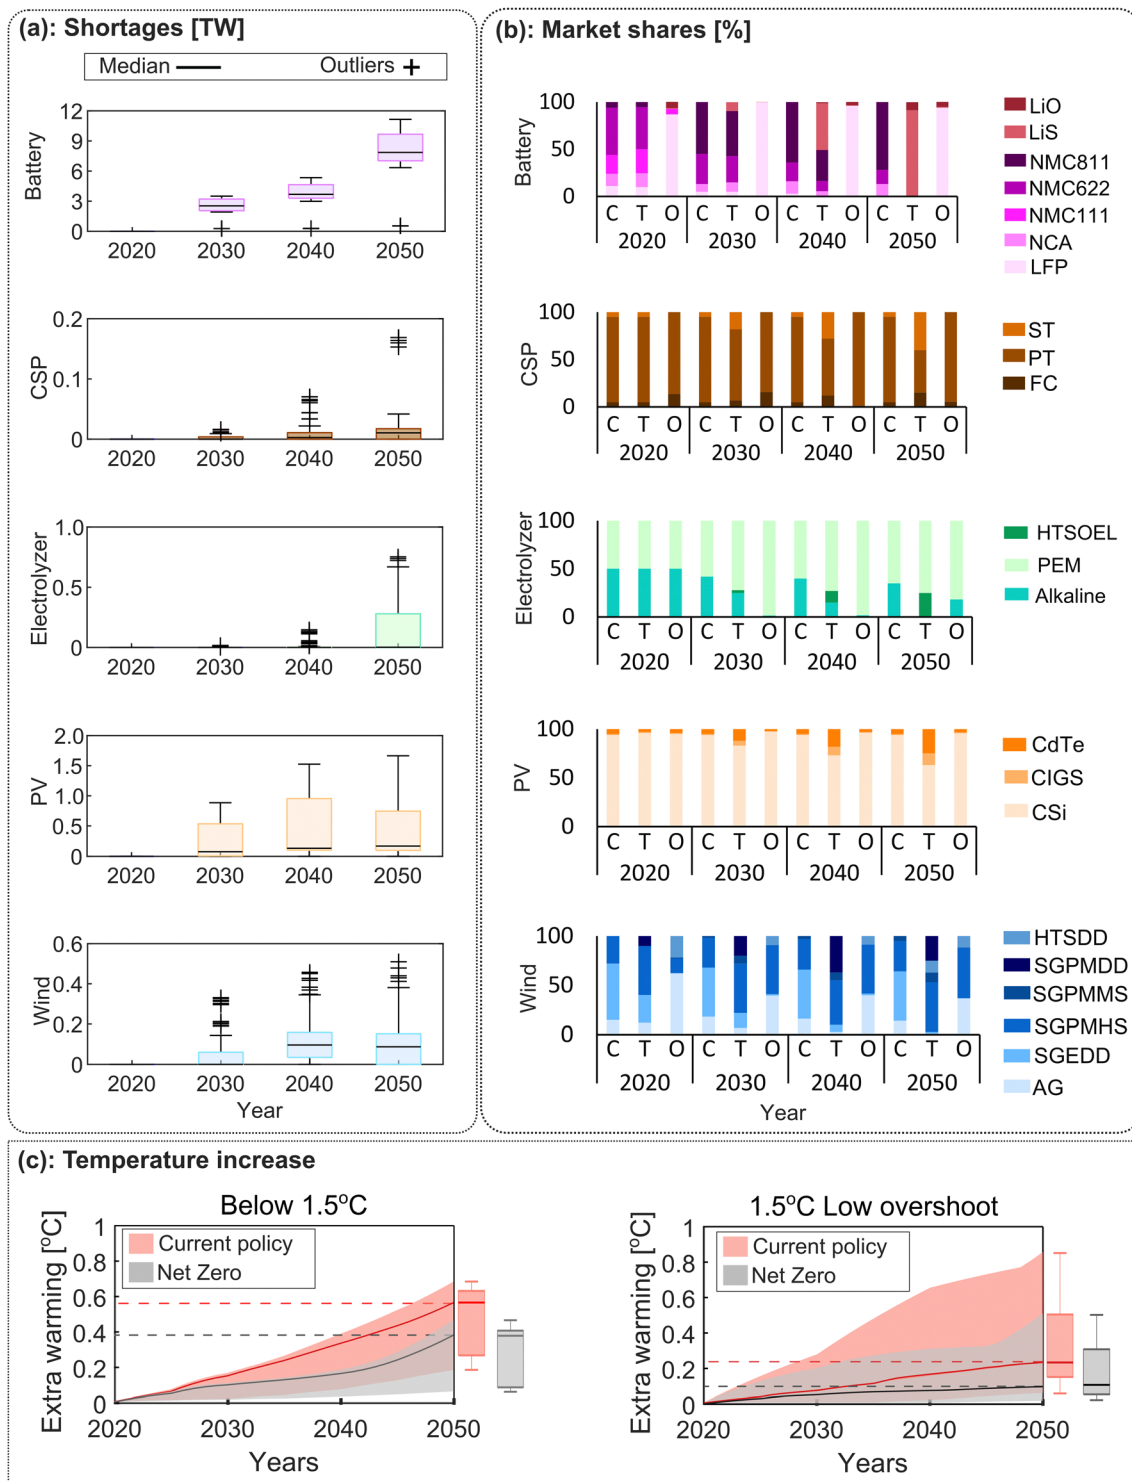 (a): Shortages [TW]
Median
Outliers
Battery
12
9
6
3
0
2020 2030 2040 2050
CSP
0.2
0.1
0
2020 2030 2040 2050
Electrolyzer
1.0
0.5
0
2020 2030 2040 2050
PV
2.0
1.5
1.0
0.5
0
2020 2030 2040 2050
Wind
0.6
0.4
0.2
0
2020 2030 2040 2050
Year
(b): Market shares [%]
Battery
100
50
0
C T O C T O C T O C T O
2020 2030 2040 2050
LiO
LiS
NMC811
NMC622
NMC111
NCA
LFP
CSP
100
50
0
C T O C T O C T O C T O
2020 2030 2040 2050
ST
PT
FC
Electrolyzer
100
50
0
C T O C T O C T O C T O
2020 2030 2040 2050
HTSOEL
PEM
Alkaline
PV
100
50
0
C T O C T O C T O C T O
2020 2030 2040 2050
CdTe
CIGS
CSi
Wind
100
50
0
C T O C T O C T O C T O
2020 2030 2040 2050
Year
HTSDD
SGPMDD
SGPMMS
SGPMHS
SGEDD
AG
(c): Temperature increase
Below 1.5°C
Extra warming [°C]
1
0.8
0.6
0.4
0.2
0
Current policy
Net Zero
2020 2030 2040 2050
Years
1.5°C Low overshoot
Extra warming [°C]
1
0.8
0.6
0.4
0.2
0
Current policy
Net Zero
2020 2030 2040 2050
Years